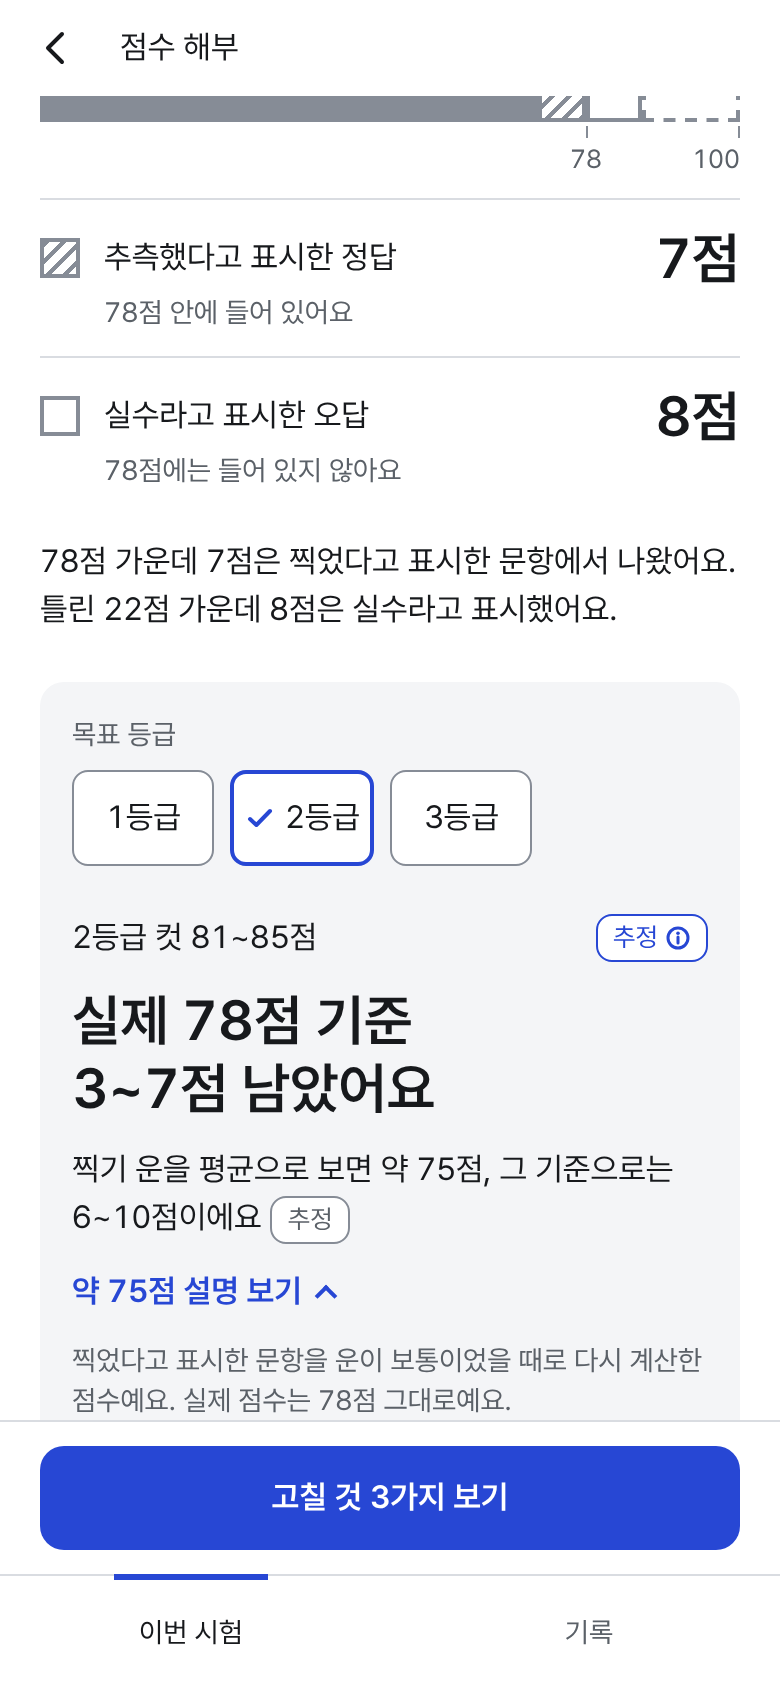 점수 해부
78 100
추측했다고 표시한 정답
7점
78점 안에 들어 있어요
실수라고 표시한 오답
8점
78점에는 들어 있지 않아요
78점 가운데 7점은 찍었다고 표시한 문항에서 나왔어요.
틀린 22점 가운데 8점은 실수라고 표시했어요.
목표 등급
1등급 2등급 3등급
2등급 컷 81~85점 추정
실제 78점 기준
3~7점 남았어요
찍기 운을 평균으로 보면 약 75점, 그 기준으로는
6~10점이에요 추정
약 75점 설명 보기
찍었다고 표시한 문항을 운이 보통이었을 때로 다시 계산한
점수예요. 실제 점수는 78점 그대로예요.
고칠 것 3가지 보기
이번 시험 기록